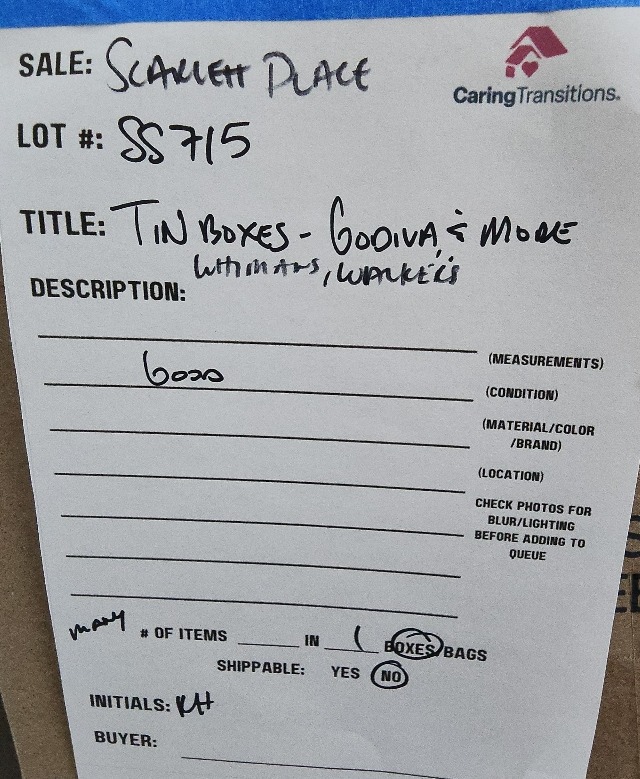 SALE: SCARLETT PLACE
CaringTransitions.
LOT #: SS715
TITLE: TIN BOXES - GODIVA & MORE
WHITMANS, WALKERS
DESCRIPTION:
(MEASUREMENTS)
GOOD
(CONDITION)
(MATERIAL/COLOR
/BRAND)
(LOCATION)
CHECK PHOTOS FOR
BLUR/LIGHTING
BEFORE ADDING TO
QUEUE
MANY # OF ITEMS IN 1 BOXES/BAGS
SHIPPABLE: YES NO
INITIALS: KH
BUYER: